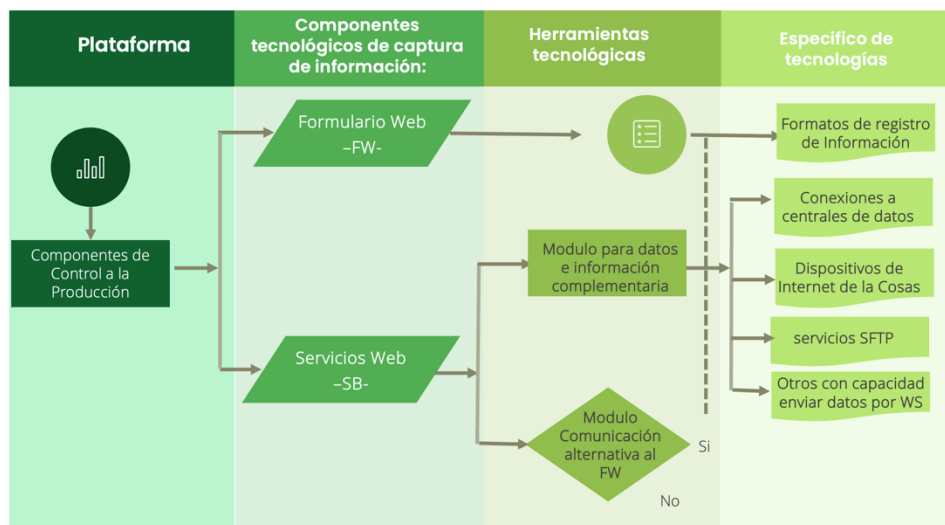 Plataforma
Componentes
tecnológicos de captura
de información:
Herramientas
tecnológicas
Especifico de
tecnologías
Formulario Web
–FW-
Formatos de registro
de Información
Componentes de
Control a la
Producción
Modulo para datos
e información
complementaria
Conexiones a
centrales de datos
Dispositivos de
Internet de la Cosas
servicios SFTP
Servicios Web
–SB-
Otros con capacidad
enviar datos por WS
Modulo
Comunicación
alternativa al
FW
Si
No